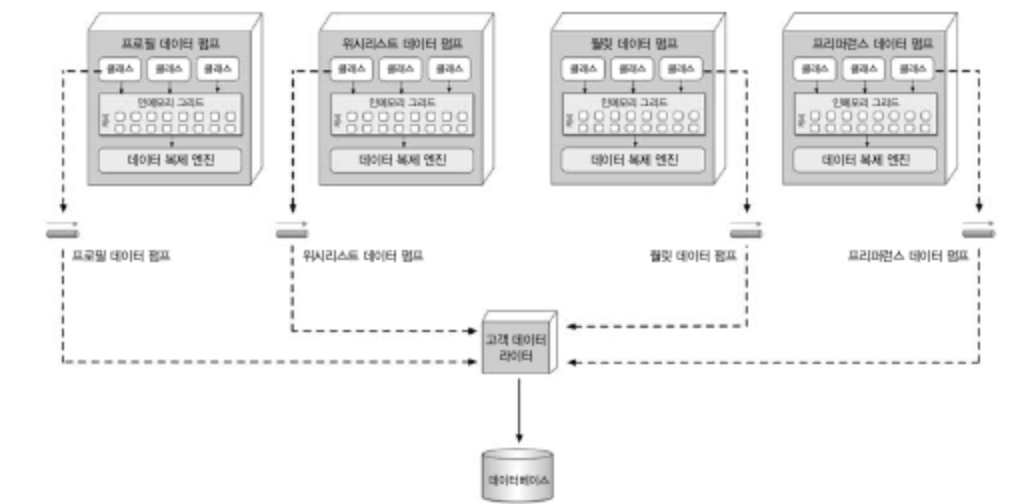 프로필 데이터 펌프
클래스 클래스 클래스
인메모리 그리드
캐시
데이터 복제 엔진
위시리스트 데이터 펌프
클래스 클래스 클래스
인메모리 그리드
캐시
데이터 복제 엔진
월릿 데이터 펌프
클래스 클래스 클래스
인메모리 그리드
캐시
데이터 복제 엔진
프리퍼런스 데이터 펌프
클래스 클래스 클래스
인메모리 그리드
캐시
데이터 복제 엔진
프로필 데이터 펌프
위시리스트 데이터 펌프
월릿 데이터 펌프
프리퍼런스 데이터 펌프
고객 데이터
라이터
데이터베이스